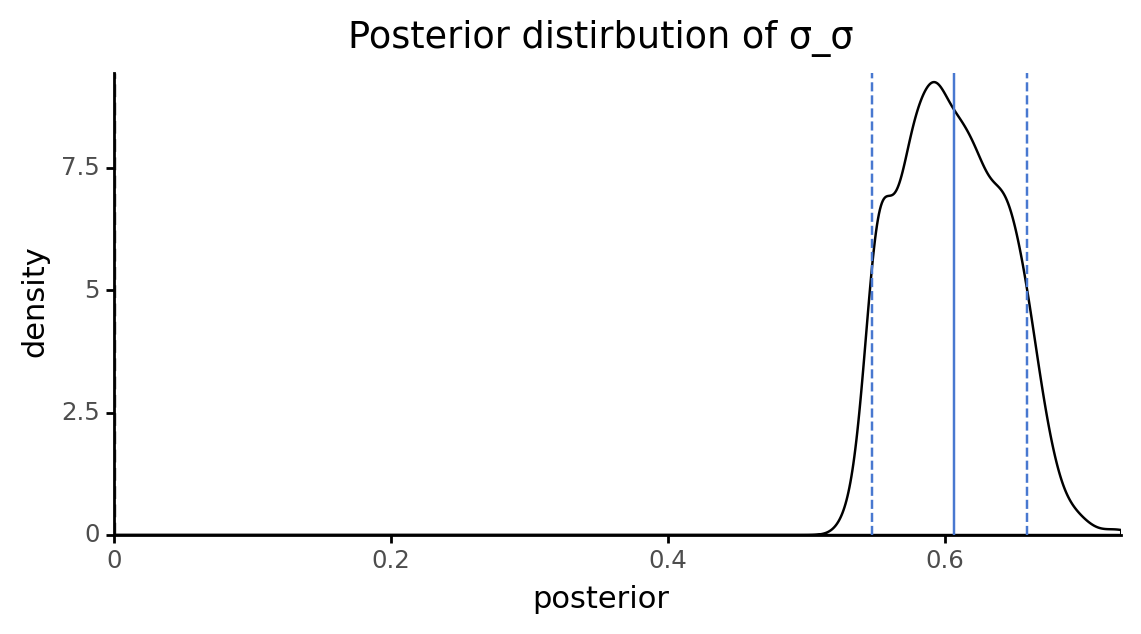 Posterior distirbution of σ_σ
density
7.5
5
2.5
0
0 0.2 0.4 0.6
posterior